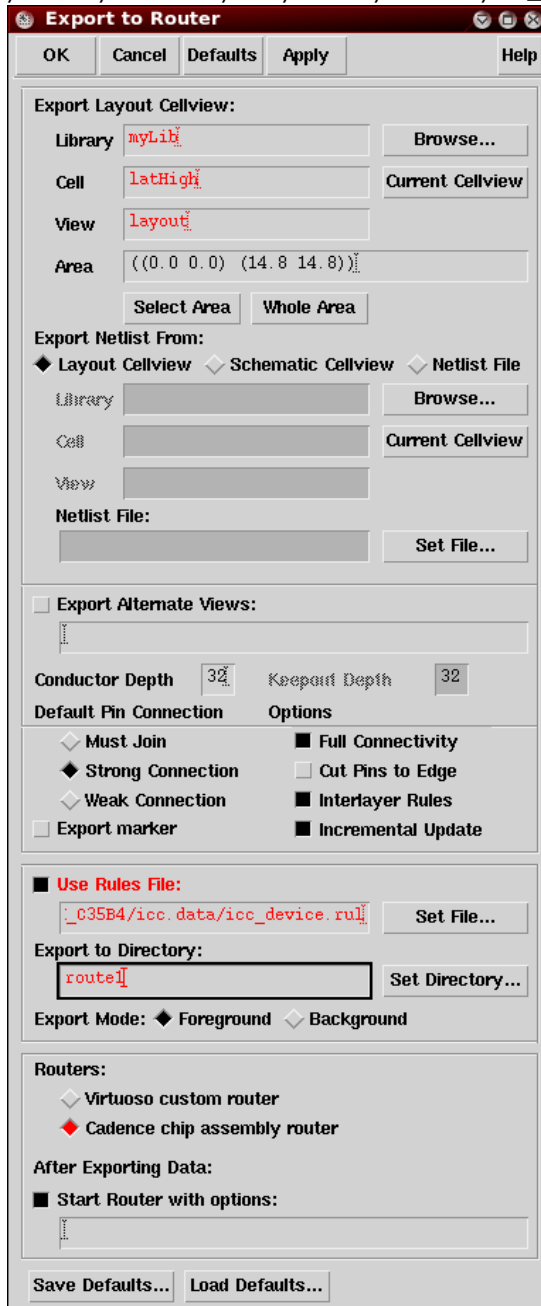 Export to Router
OK Cancel Defaults Apply Help
Export Layout Cellview:
Library myLib Browse...
Cell latHigh Current Cellview
View layout
Area ((0.0 0.0) (14.8 14.8))
Select Area Whole Area
Export Netlist From:
Layout Cellview Schematic Cellview Netlist File
Library Browse...
Cell Current Cellview
View
Netlist File:
Set File...
Export Alternate Views:
Conductor Depth 32 Keepout Depth 32
Default Pin Connection Options
Must Join Full Connectivity
Strong Connection Cut Pins to Edge
Weak Connection Interlayer Rules
Export marker Incremental Update
Use Rules File:
_C35B4/icc.data/icc_device.rul Set File...
Export to Directory:
route1 Set Directory...
Export Mode: Foreground Background
Routers:
Virtuoso custom router
Cadence chip assembly router
After Exporting Data:
Start Router with options:
Save Defaults... Load Defaults...